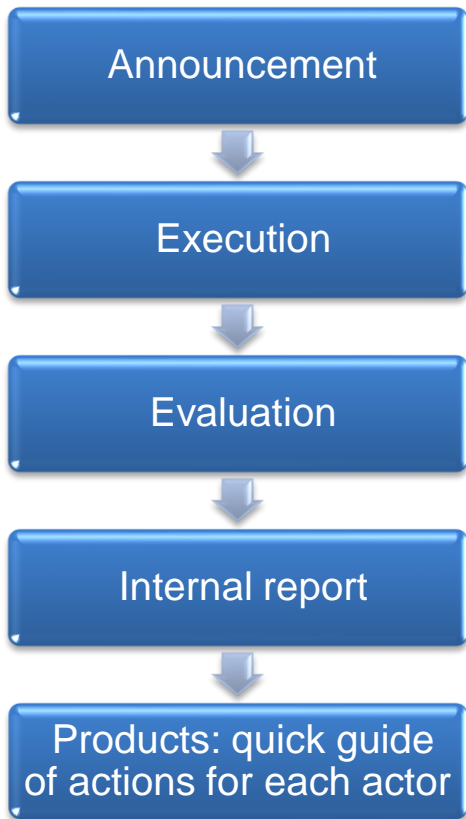 Announcement
Execution
Evaluation
Internal report
Products: quick guide
of actions for each actor